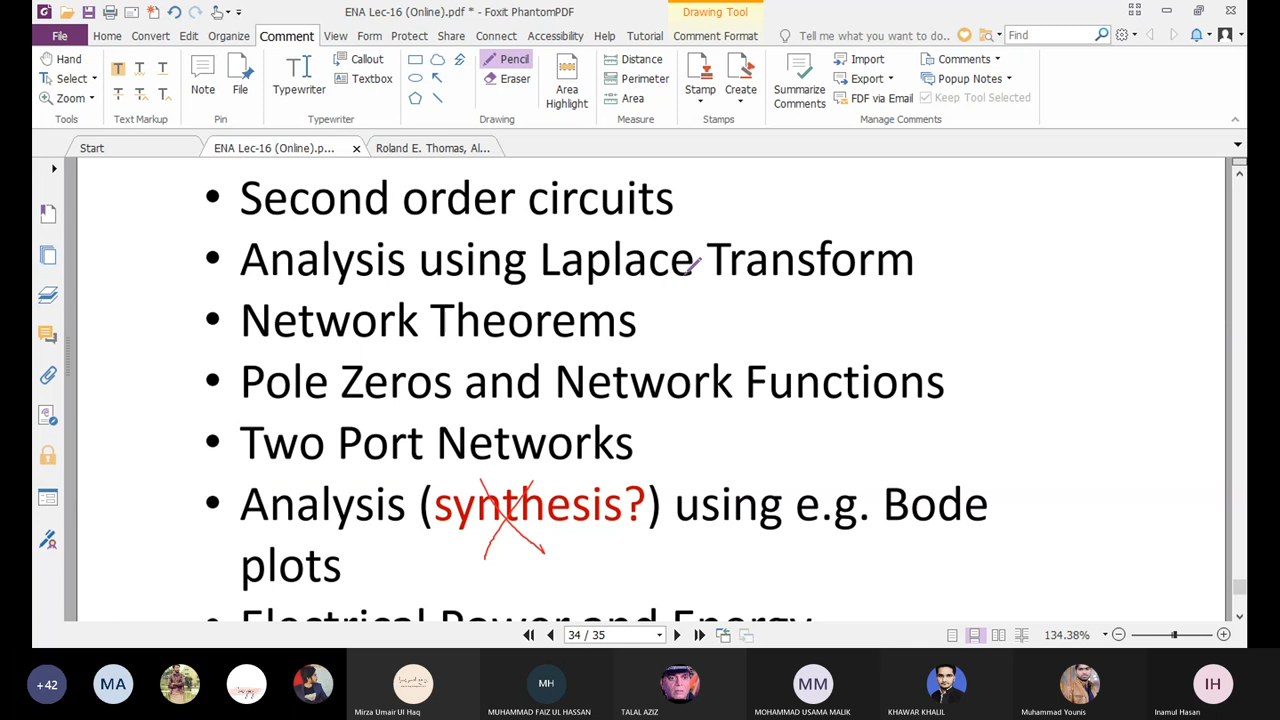 ENA Lec-16 (Online).pdf * - Foxit PhantomPDF
Drawing Tool
File Home Convert Edit Organize Comment View Form Protect Share Connect Accessibility Help Tutorial Comment Format Tell me what you want to do.. Find
Hand
Select
Zoom
Tools
Text Markup
Note
File
Pin
Typewriter
Callout
Textbox
Typewriter
Pencil
Eraser
Area
Highlight
Drawing
Distance
Perimeter
Area
Measure
Stamp
Create
Stamps
Summarize
Comments
Import
Export
FDF via Email
Comments
Popup Notes
Keep Tool Selected
Manage Comments
Start
ENA Lec-16 (Online).p...
Roland E. Thomas, Al...
• Second order circuits
• Analysis using Laplace Transform
• Network Theorems
• Pole Zeros and Network Functions
• Two Port Networks
• Analysis (synthesis?) using e.g. Bode
plots
• Electrical Power and Energy
34 / 35
134.38%
+42
MA
MH
MM
IH
Mirza Umair Ul Haq
MUHAMMAD FAIZ UL HASSAN
TALAL AZIZ
MOHAMMAD USAMA MALIK
KHAWAR KHALIL
Muhammad Younis
Inamul Hasan